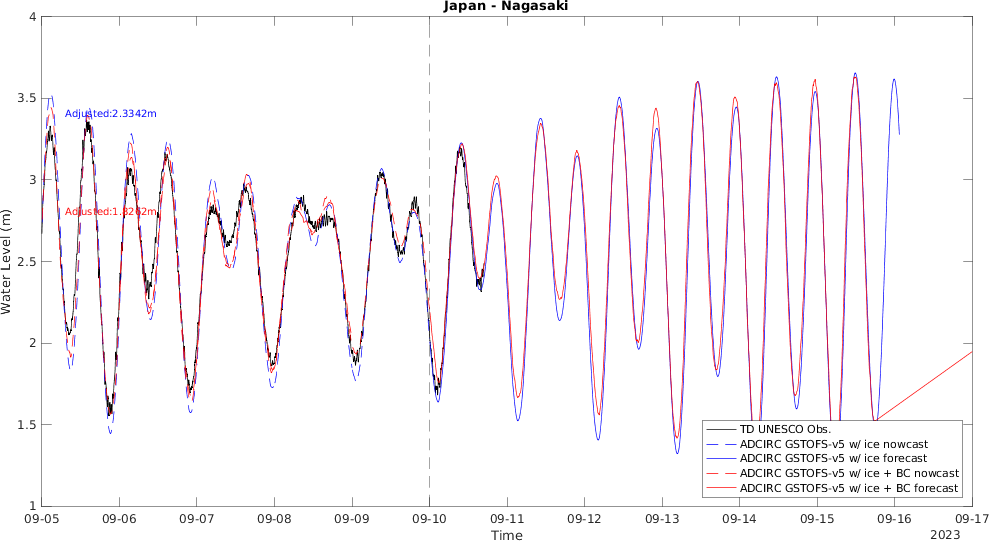 Japan - Nagasaki
4
3.5
3
2.5
2
1.5
1
Water Level (m)
Adjusted:2.3342m
Adjusted:1.8262m
TD UNESCO Obs.
ADCIRC GSTOFS-v5 w/ ice nowcast
ADCIRC GSTOFS-v5 w/ ice forecast
ADCIRC GSTOFS-v5 w/ ice + BC nowcast
ADCIRC GSTOFS-v5 w/ ice + BC forecast
09-05 09-06 09-07 09-08 09-09 09-10 09-11 09-12 09-13 09-14 09-15 09-16 09-17
Time
2023